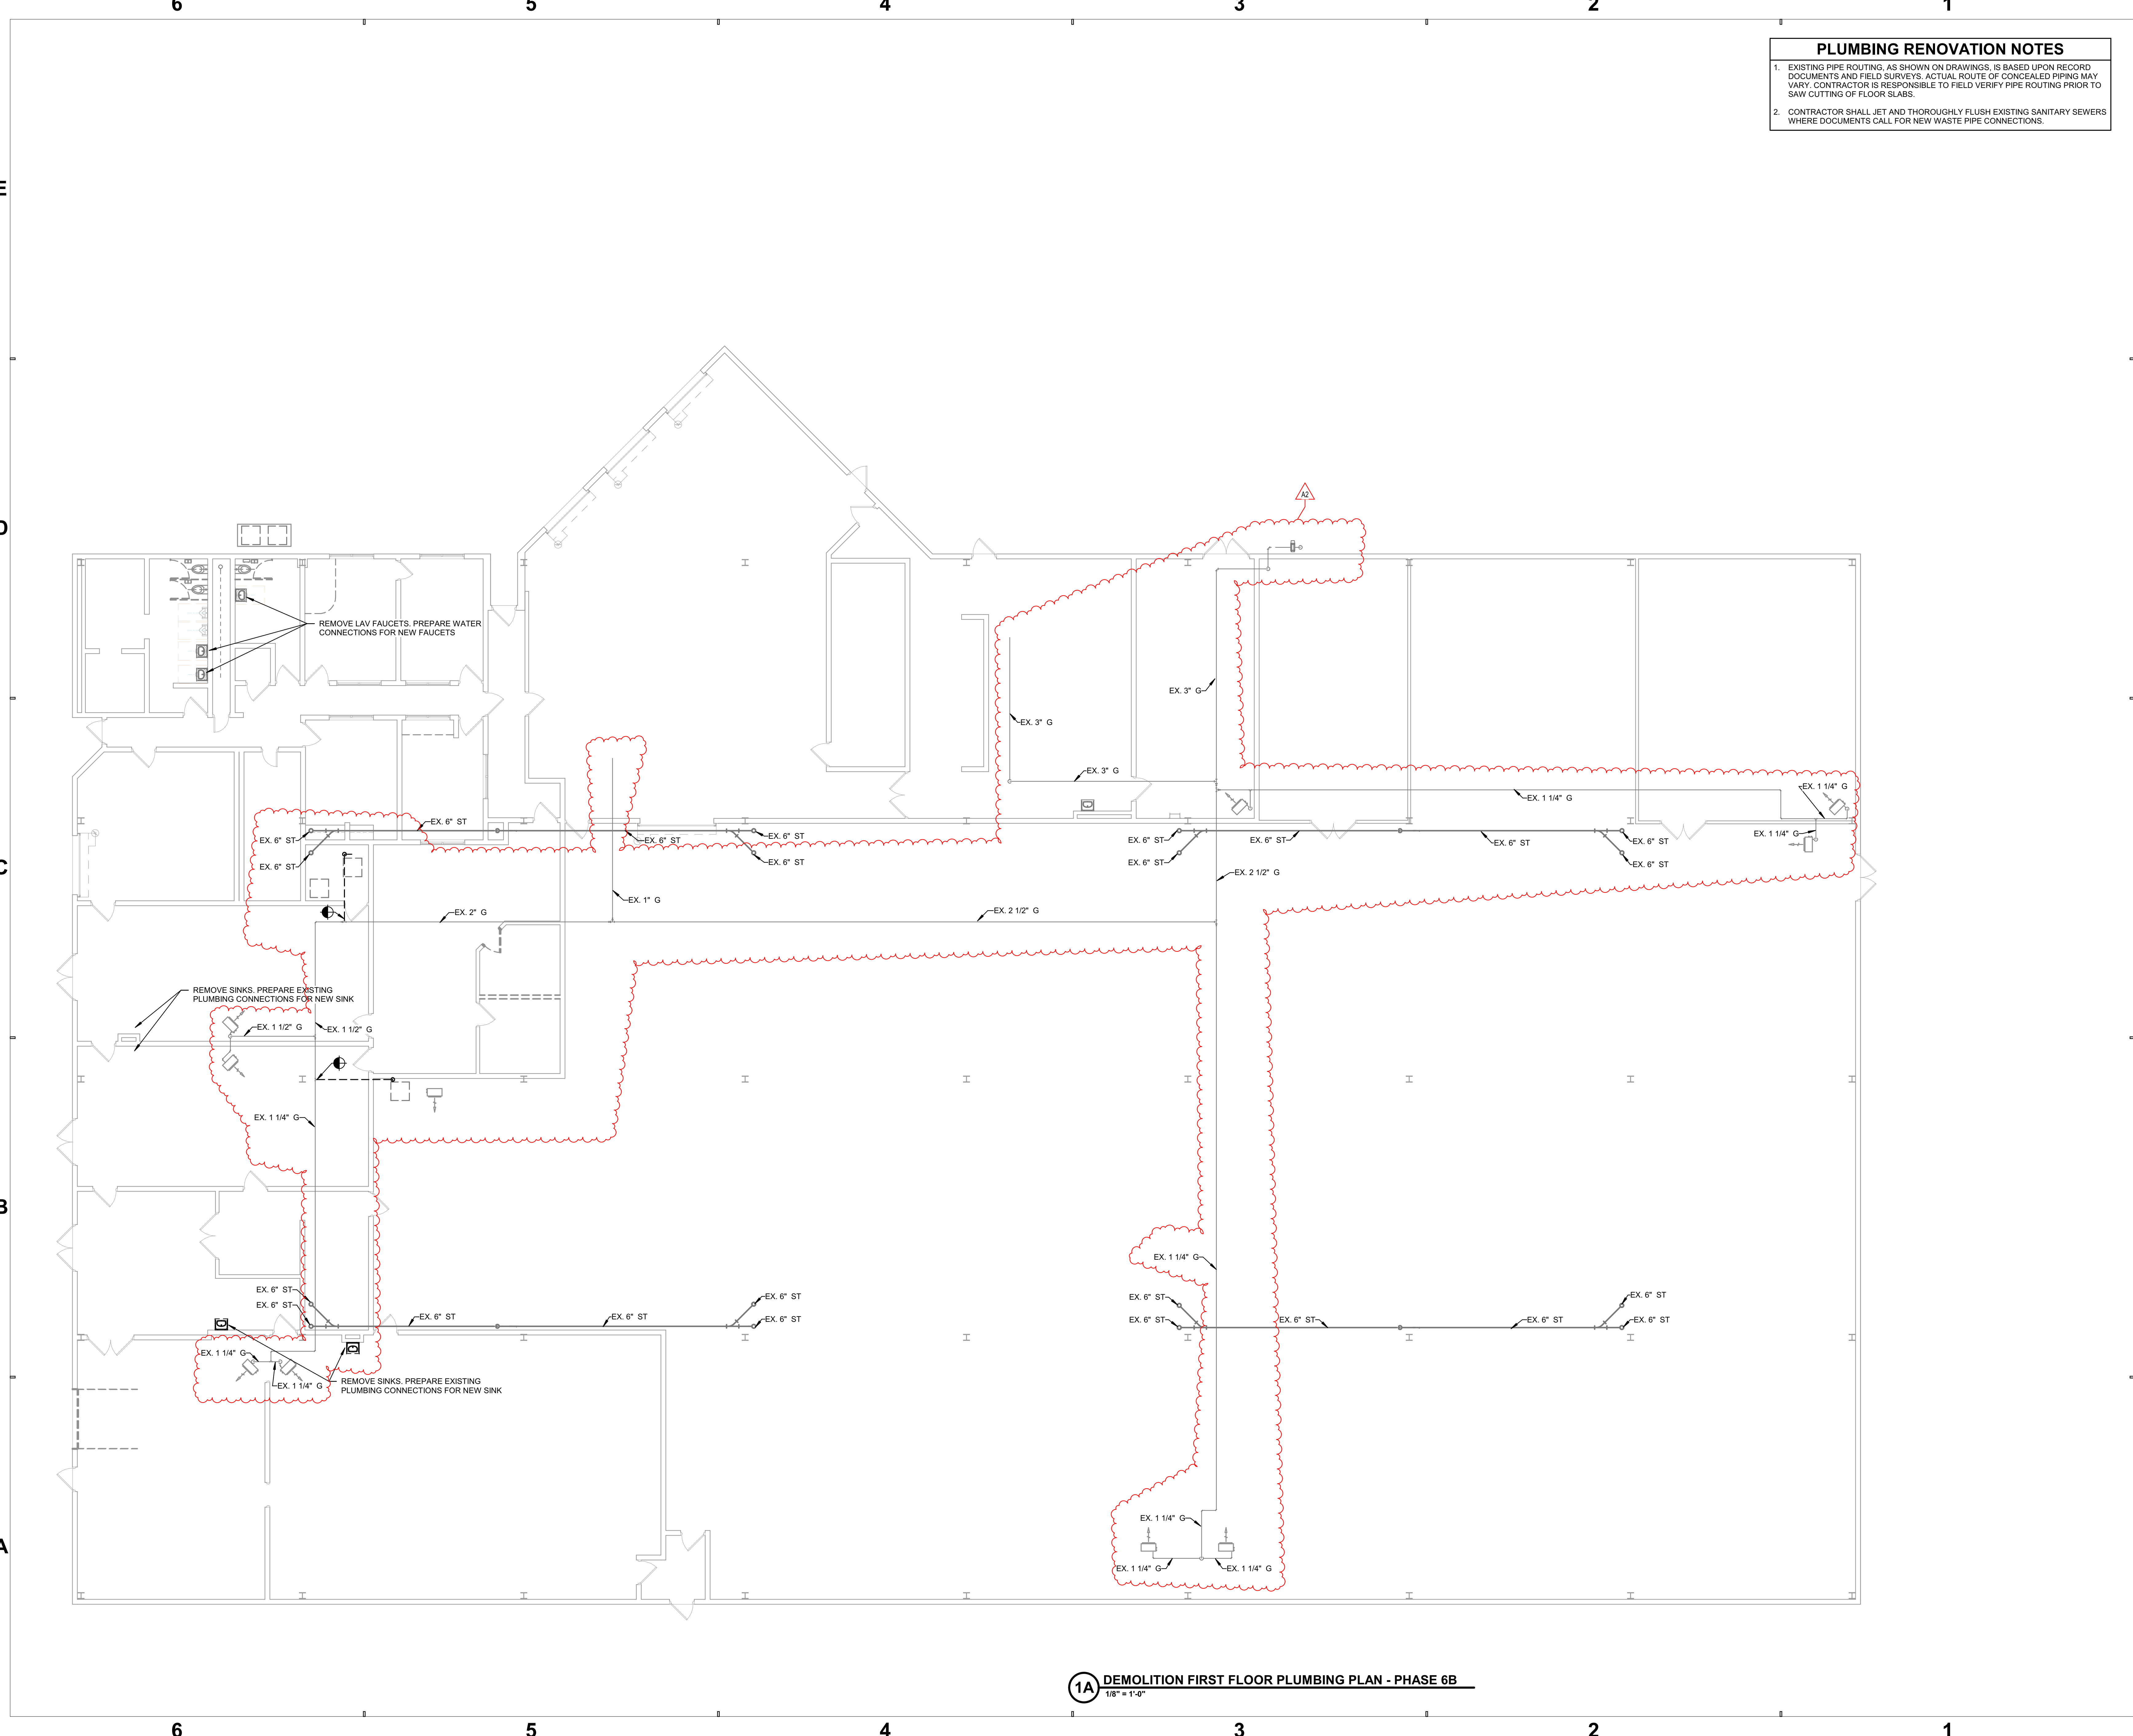 6 5 4 3 2 1
PLUMBING RENOVATION NOTES
1. EXISTING PIPE ROUTING, AS SHOWN ON DRAWINGS, IS BASED UPON RECORD
DOCUMENTS AND FIELD SURVEYS. ACTUAL ROUTE OF CONCEALED PIPING MAY
VARY. CONTRACTOR IS RESPONSIBLE TO FIELD VERIFY PIPE ROUTING PRIOR TO
SAW CUTTING OF FLOOR SLABS.
2. CONTRACTOR SHALL JET AND THOROUGHLY FLUSH EXISTING SANITARY SEWERS
WHERE DOCUMENTS CALL FOR NEW WASTE PIPE CONNECTIONS.
E
A2
D
REMOVE LAV FAUCETS. PREPARE WATER
CONNECTIONS FOR NEW FAUCETS
EX. 3" G
EX. 3" G
EX. 3" G
EX. 1 1/4" G
EX. 1 1/4" G
EX. 1 1/4" G
EX. 6" ST
EX. 6" ST
EX. 6" ST
EX. 6" ST
EX. 6" ST
EX. 6" ST
EX. 6" ST
EX. 6" ST
EX. 6" ST
EX. 6" ST
EX. 6" ST
EX. 6" ST
C
EX. 2 1/2" G
EX. 1" G
EX. 2" G
EX. 2 1/2" G
REMOVE SINKS. PREPARE EXISTING
PLUMBING CONNECTIONS FOR NEW SINK
EX. 1 1/2" G
EX. 1 1/2" G
EX. 1 1/4" G
B
EX. 1 1/4" G
EX. 6" ST
EX. 6" ST
EX. 6" ST
EX. 6" ST
EX. 6" ST
EX. 6" ST
EX. 6" ST
EX. 6" ST
EX. 6" ST
EX. 6" ST
EX. 6" ST
EX. 6" ST
EX. 1 1/4" G
EX. 1 1/4" G
REMOVE SINKS. PREPARE EXISTING
PLUMBING CONNECTIONS FOR NEW SINK
EX. 1 1/4" G
A
EX. 1 1/4" G
EX. 1 1/4" G
1A DEMOLITION FIRST FLOOR PLUMBING PLAN - PHASE 6B
1/8" = 1'-0"
6 5 4 3 2 1